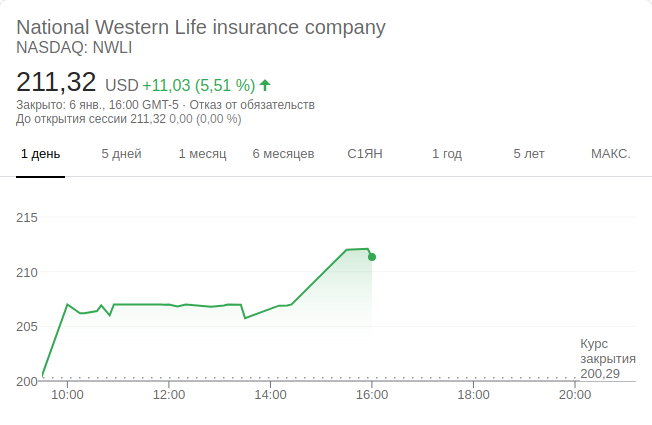 National Western Life insurance company
NASDAQ: NWLI
211,32 USD +11,03 (5,51 %)
Закрыто: 6 янв., 16:00 GMT-5 · Отказ от обязательств
До открытия сессии 211,32 0,00 (0,00 %)
1 день 5 дней 1 месяц 6 месяцев С1ЯН 1 год 5 лет МАКС.
215
210
205
200
Курс
закрытия
200,29
10:00 12:00 14:00 16:00 18:00 20:00